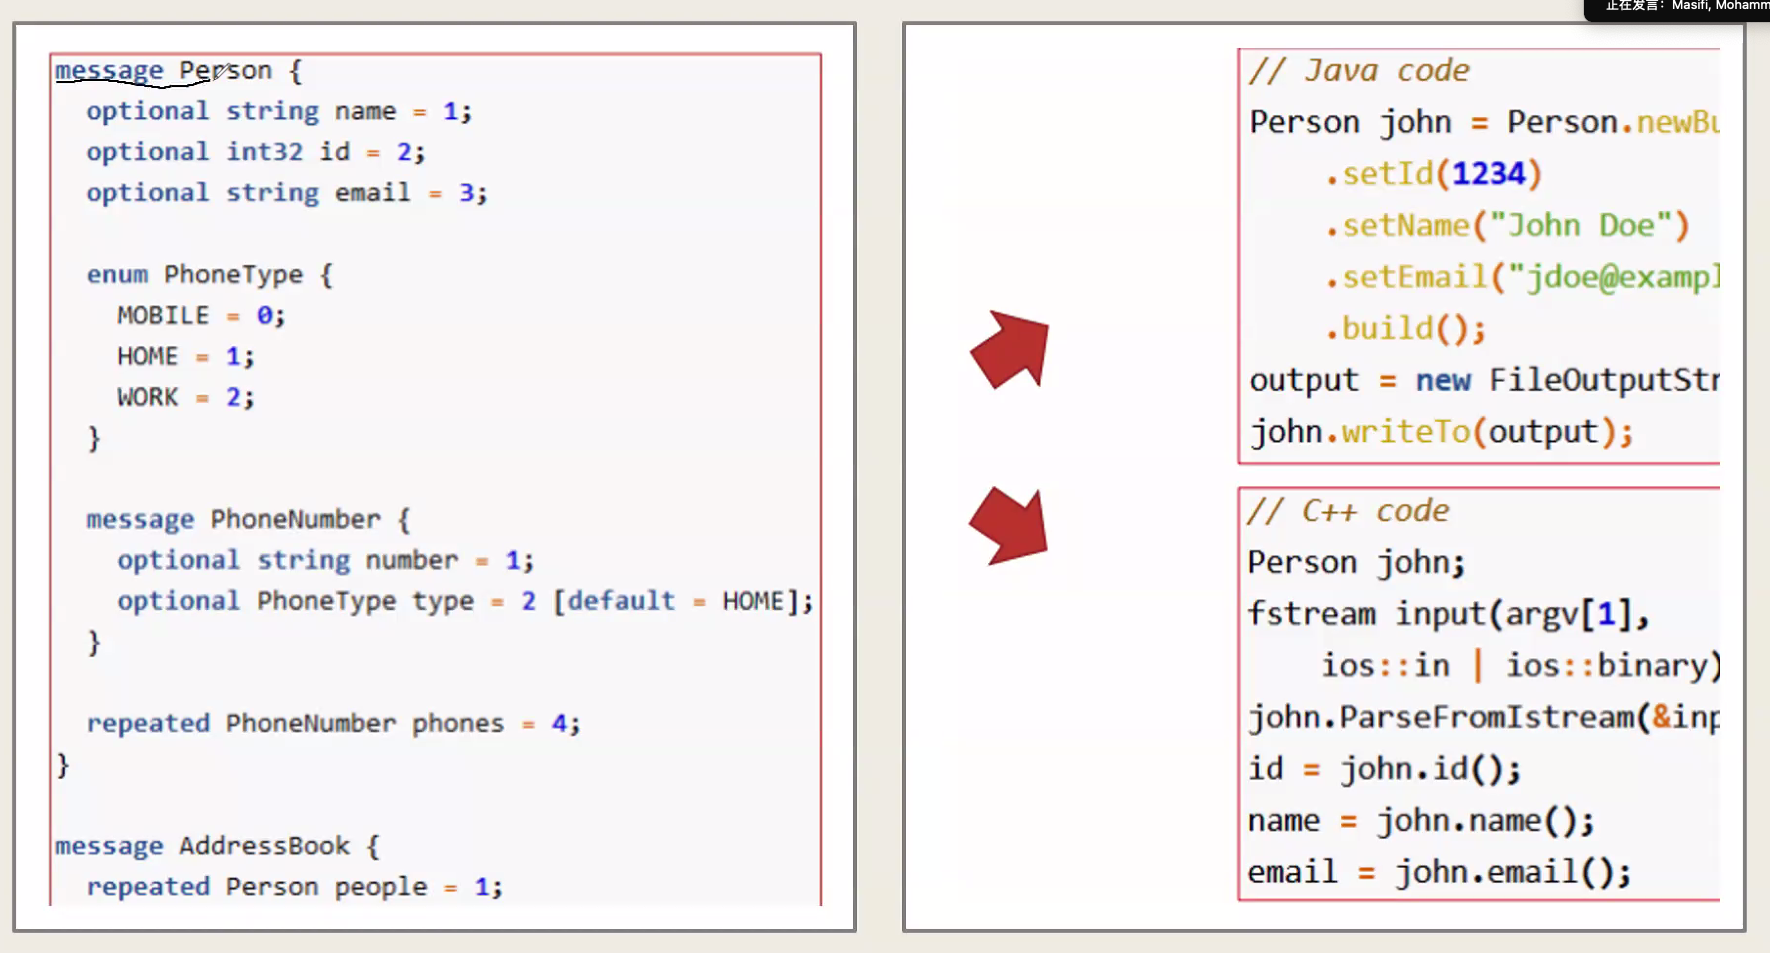 正在发言: Masifi, Mohamm
message Person {
optional string name = 1;
optional int32 id = 2;
optional string email = 3;
enum PhoneType {
MOBILE = 0;
HOME = 1;
WORK = 2;
}
message PhoneNumber {
optional string number = 1;
optional PhoneType type = 2 [default = HOME];
}
repeated PhoneNumber phones = 4;
}
message AddressBook {
repeated Person people = 1;
// Java code
Person john = Person.newBu
.setId(1234)
.setName("John Doe")
.setEmail("jdoe@exampl
.build();
output = new FileOutputStr
john.writeTo(output);
// C++ code
Person john;
fstream input(argv[1],
ios::in | ios::binary)
john.ParseFromIstream(&inp
id = john.id();
name = john.name();
email = john.email();